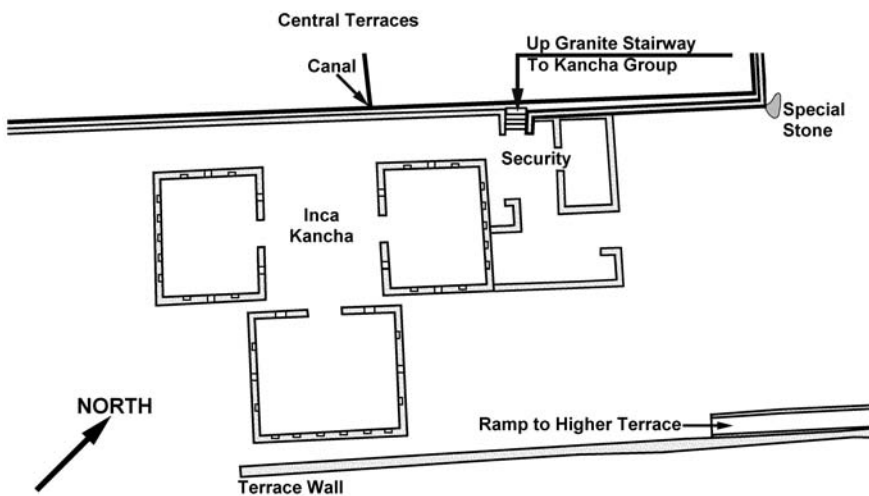 Central Terraces
Up Granite Stairway
To Kancha Group
Canal
Special
Stone
Security
Inca
Kancha
NORTH
Ramp to Higher Terrace
Terrace Wall